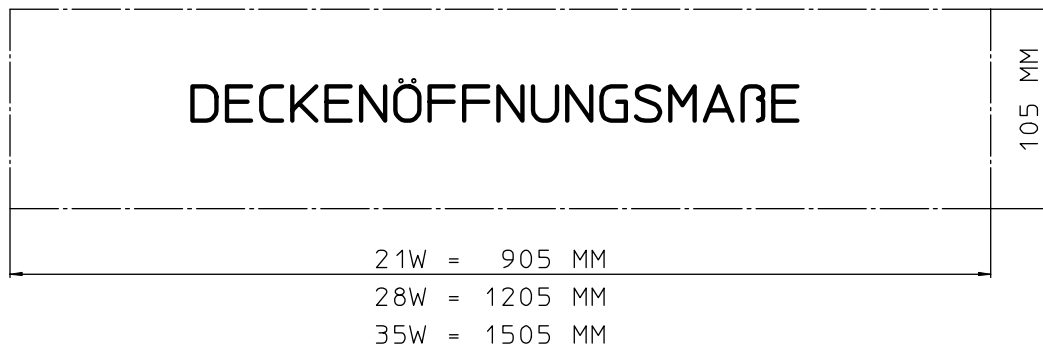 DECKENÖFFNUNGSMAßE
105 MM
21W = 905 MM
28W = 1205 MM
35W = 1505 MM